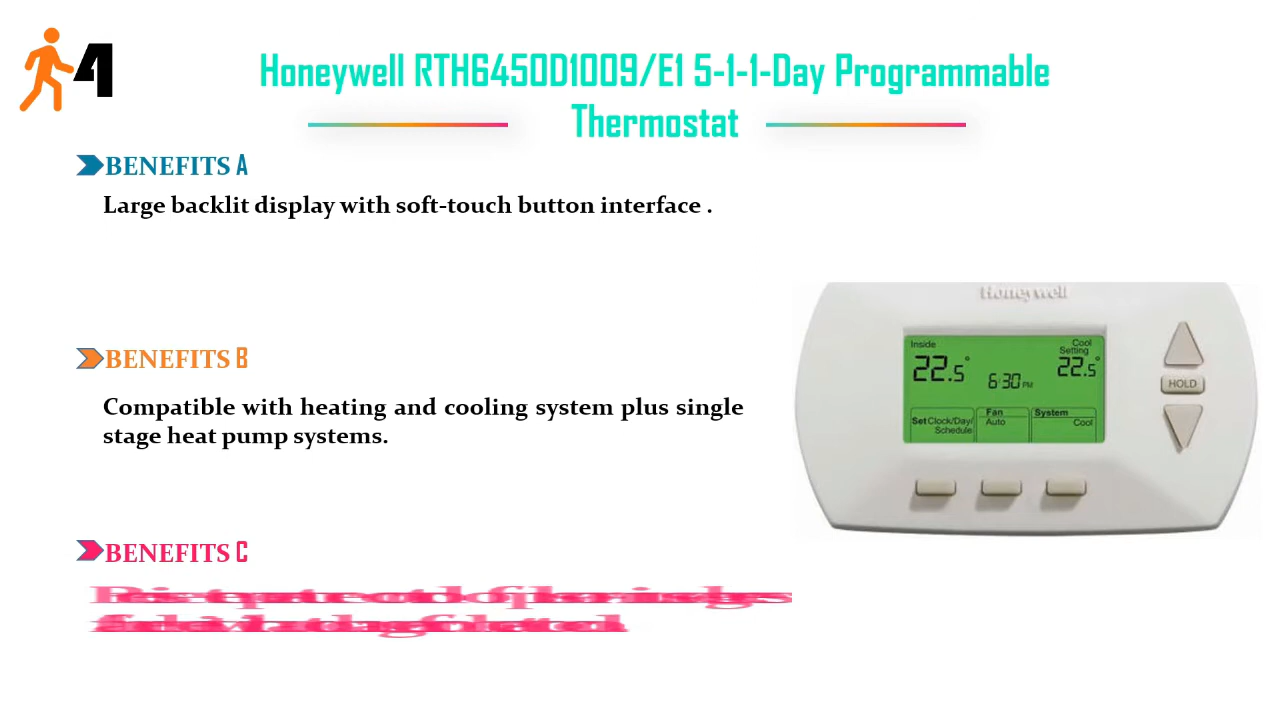 4
Honeywell RTH6450D1009/E1 5-1-1-Day Programmable
Thermostat
BENEFITS A
Large backlit display with soft-touch button interface .
BENEFITS B
Compatible with heating and cooling system plus single
stage heat pump systems.
BENEFITS C
Honeywell
Inside
Cool
Setting
22.5° 22.5°
6:30 PM
Set Clock/Day/
Schedule
Fan
Auto
System
Cool
HOLD